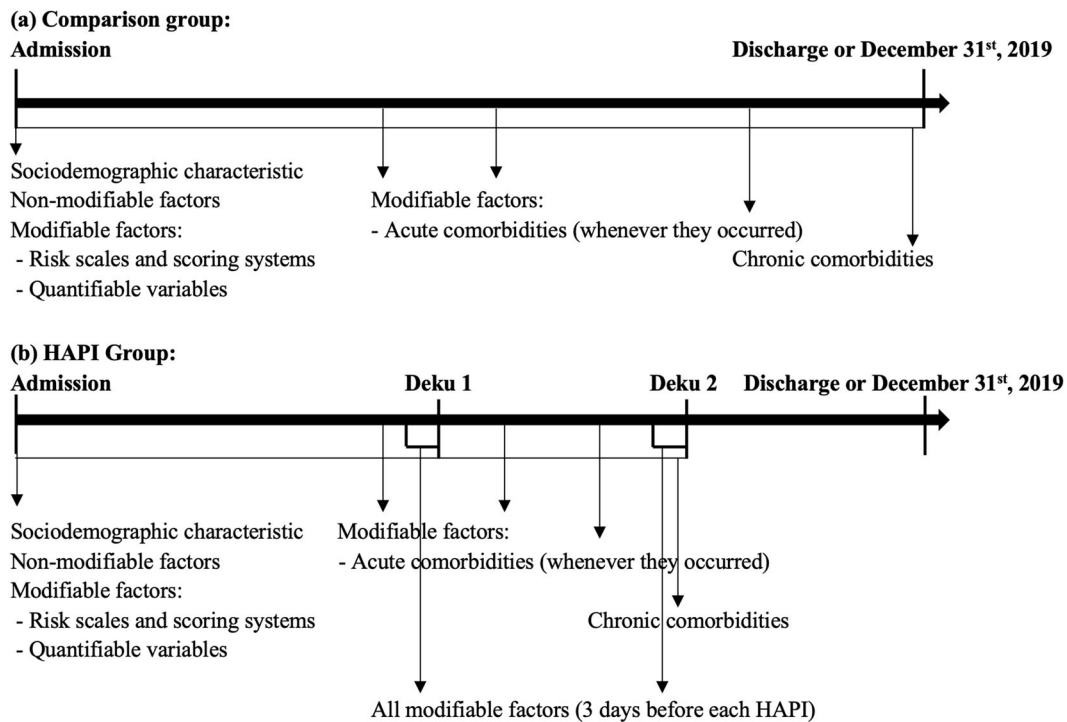 (a) Comparison group:
Admission
Discharge or December 31st, 2019
Sociodemographic characteristic
Non-modifiable factors
Modifiable factors:
- Risk scales and scoring systems
- Quantifiable variables
Modifiable factors:
- Acute comorbidities (whenever they occurred)
Chronic comorbidities
(b) HAPI Group:
Admission
Deku 1
Deku 2
Discharge or December 31st, 2019
Sociodemographic characteristic
Non-modifiable factors
Modifiable factors:
- Risk scales and scoring systems
- Quantifiable variables
Modifiable factors:
- Acute comorbidities (whenever they occurred)
Chronic comorbidities
All modifiable factors (3 days before each HAPI)